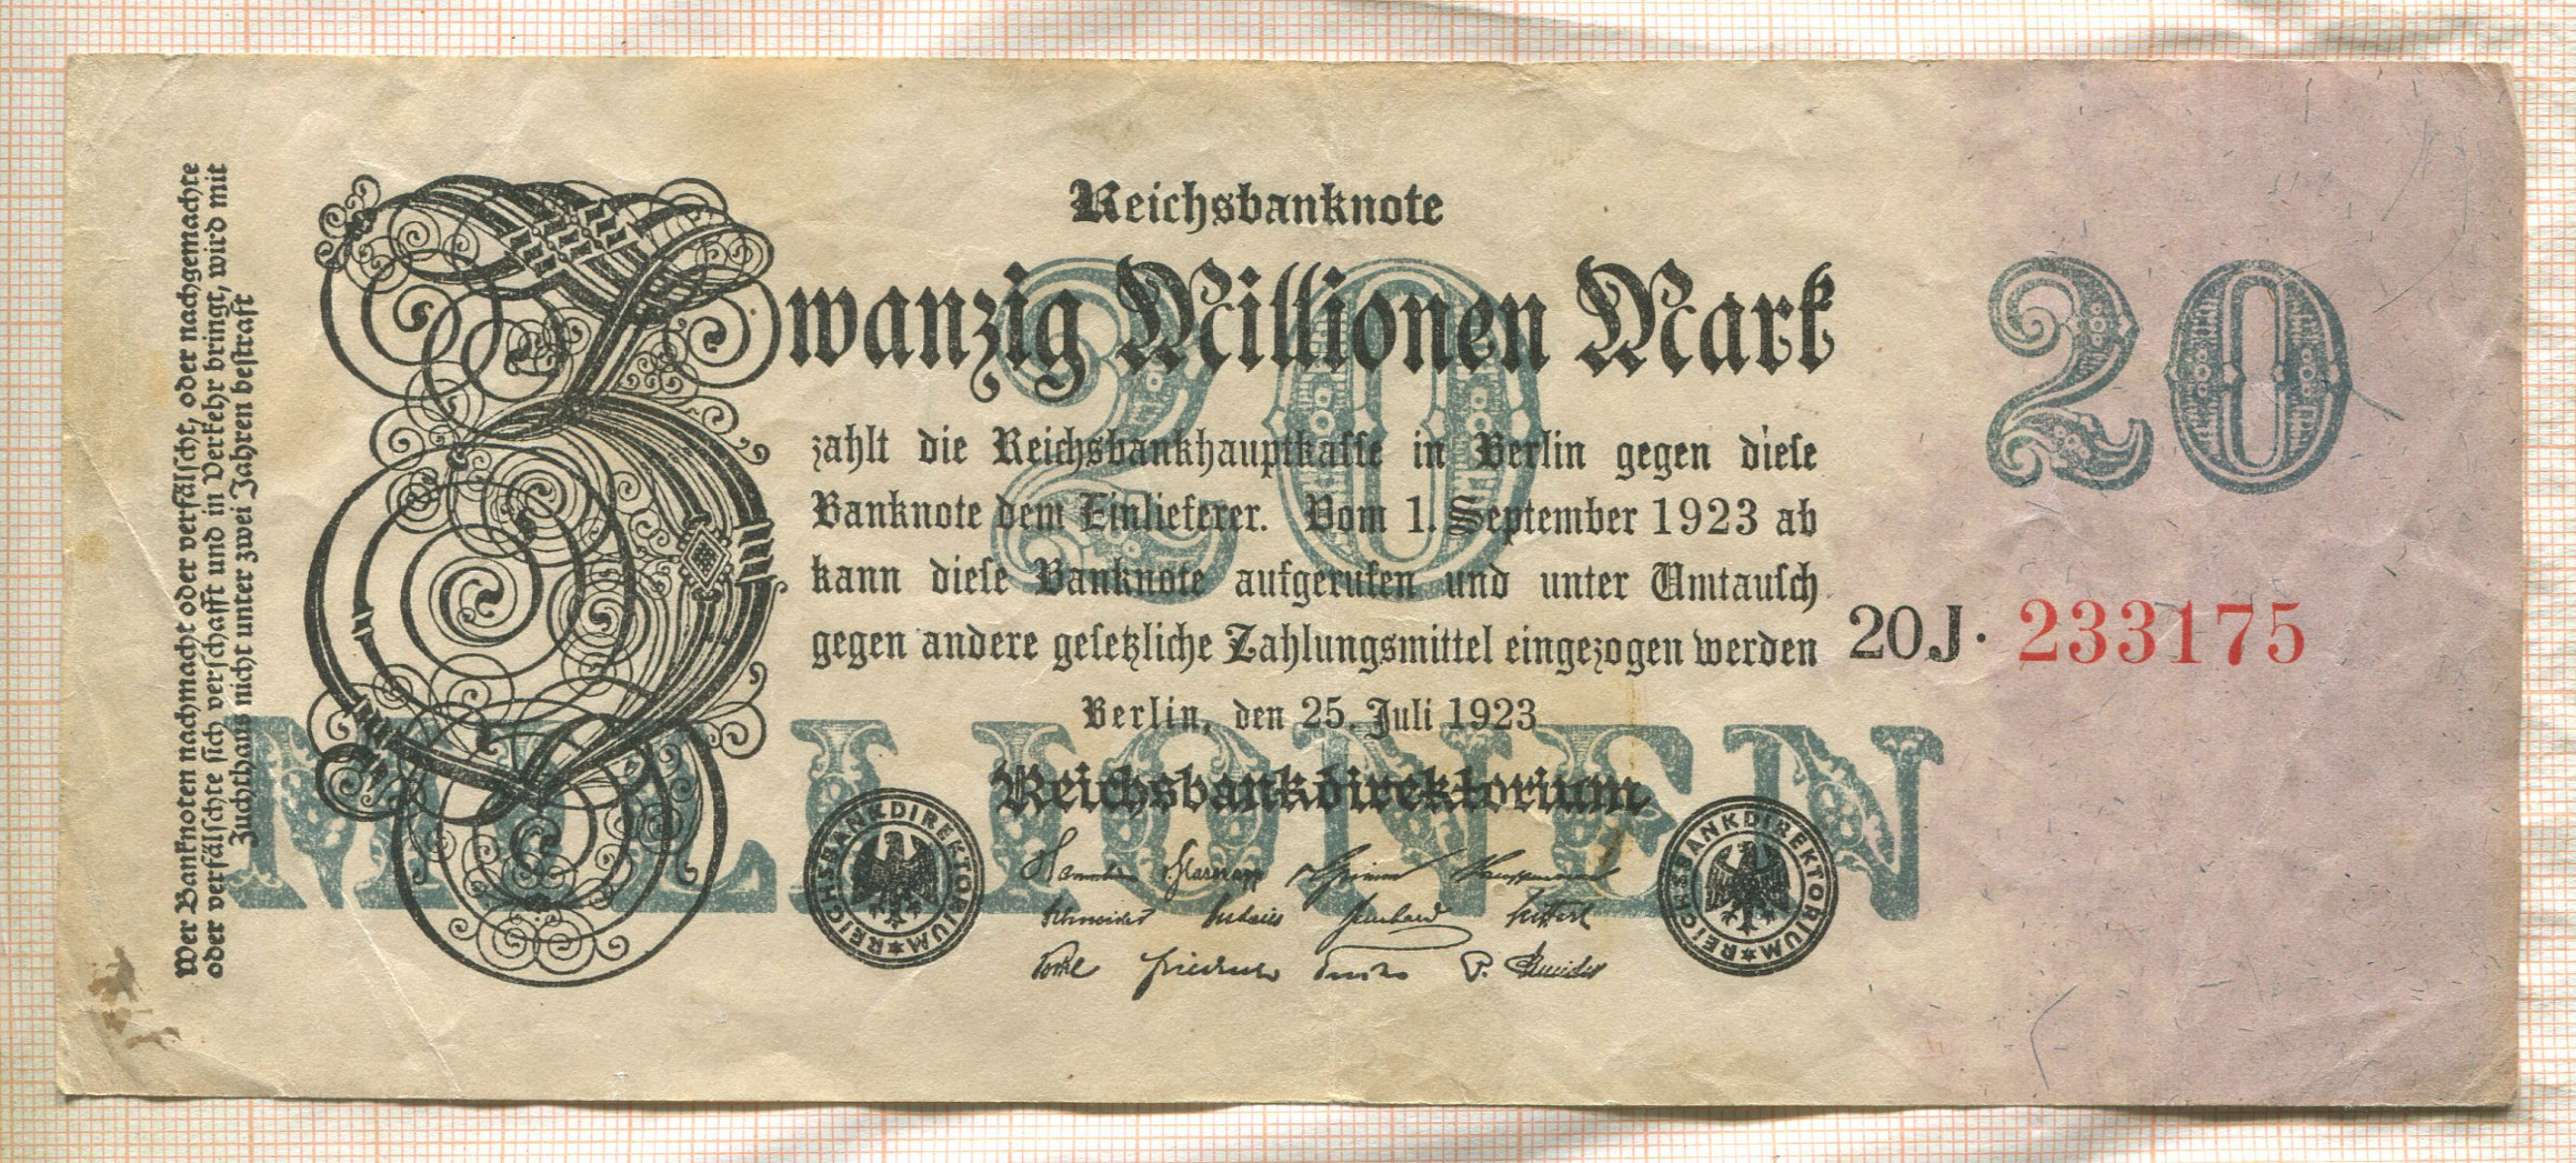 Reichsbanknote
Zwanzig Millionen Mark
20
20
zahlt die Reichsbankhauptkasse in Berlin gegen diese
Banknote dem Einlieferer. Vom 1. September 1923 ab
kann diese Banknote aufgerufen und unter Umtausch
gegen andere gesetzliche Zahlungsmittel eingezogen werden
20J· 233175
Berlin, den 25. Juli 1923
MILLIONEN
Reichsbankdirektorium
REICHSBANKDIREKTORIUM
REICHSBANKDIREKTORIUM
Schneider
P. Schneider
Wer Banknoten nachmacht oder verfälscht, oder nachgemachte
oder verfälschte sich verschafft und in Verkehr bringt, wird mit
Zuchthaus nicht unter zwei Jahren bestraft